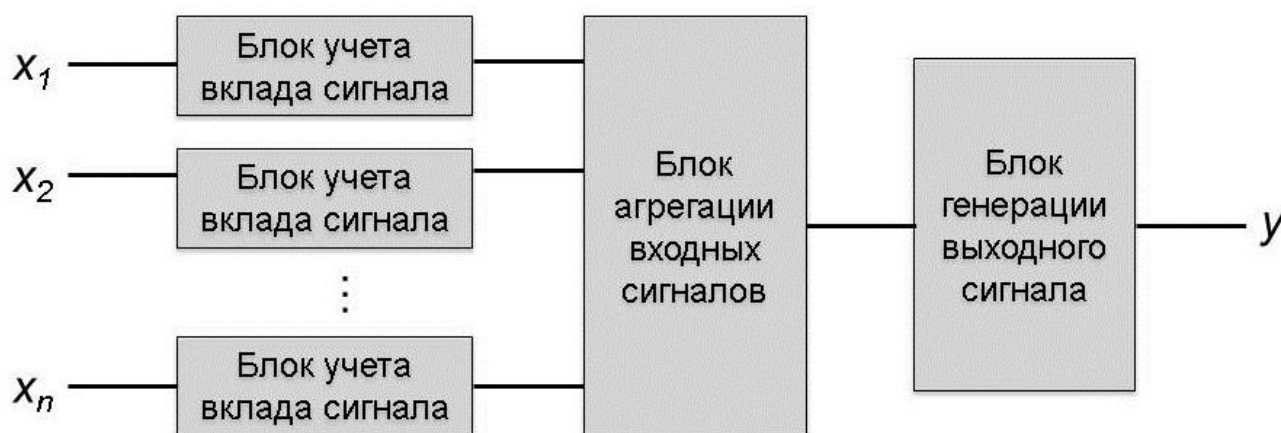 x1
Блок учета
вклада сигнала
x2
Блок учета
вклада сигнала
⋮
xn
Блок учета
вклада сигнала
Блок
агрегации
входных
сигналов
Блок
генерации
выходного
сигнала
y